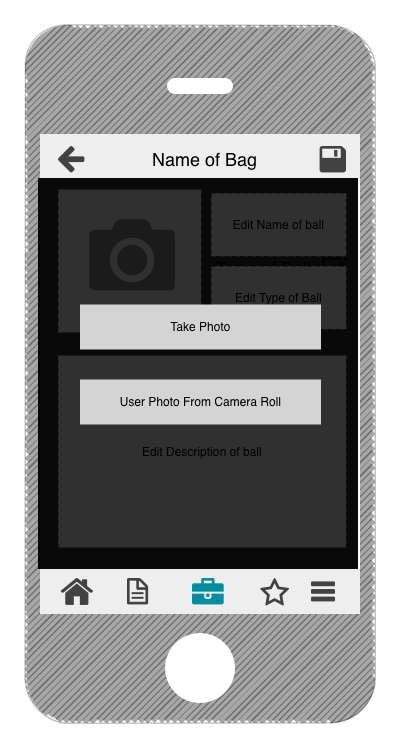 Name of Bag
Edit Name of ball
Edit Type of Ball
Take Photo
User Photo From Camera Roll
Edit Description of ball